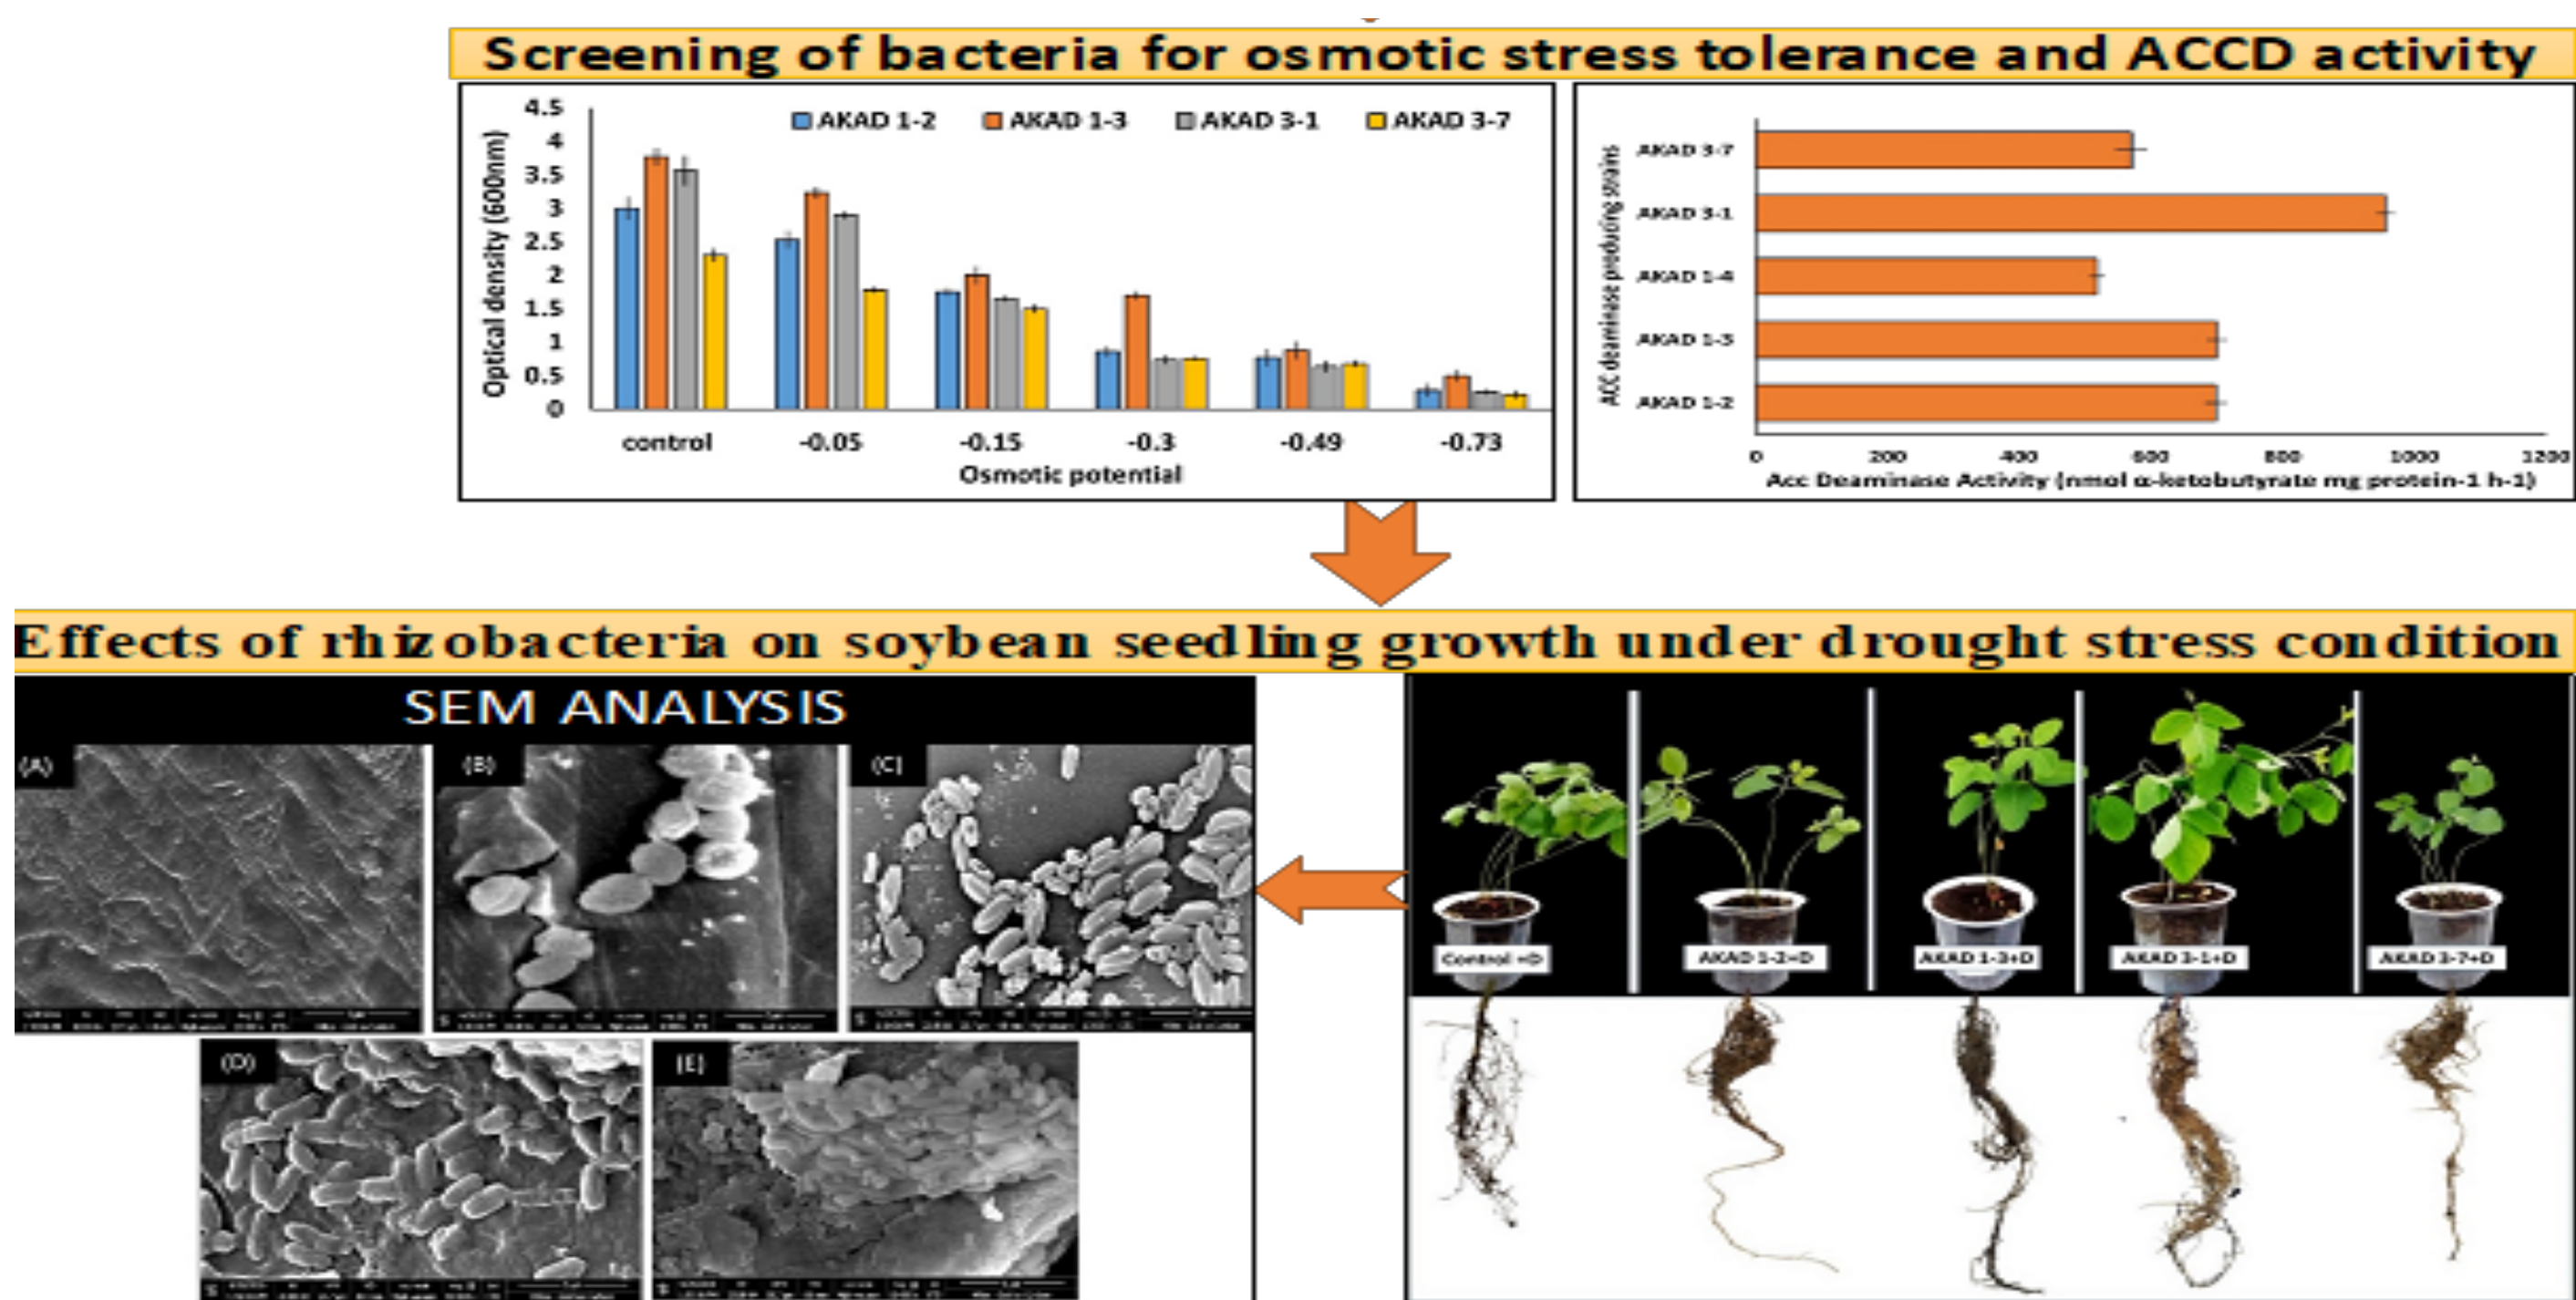 Screening of bacteria for osmotic stress tolerance and ACCD activity
4.5
4
3.5
3
2.5
2
1.5
1
0.5
0
Optical density (600nm)
AKAD 1-2 AKAD 1-3 AKAD 3-1 AKAD 3-7
control -0.05 -0.15 -0.3 -0.49 -0.73
Osmotic potential
ACC deaminase producing strains
AKAD 3-7
AKAD 3-1
AKAD 1-4
AKAD 1-3
AKAD 1-2
0 200 400 600 800 1000 1200
Acc Deaminase Activity (nmol α-ketobutyrate mg protein-1 h-1)
Effects of rhizobacteria on soybean seedling growth under drought stress condition
SEM ANALYSIS
(A) (B) (C)
(D) (E)
Control +D AKAD 1-2+D AKAD 1-3+D AKAD 3-1+D AKAD 3-7+D